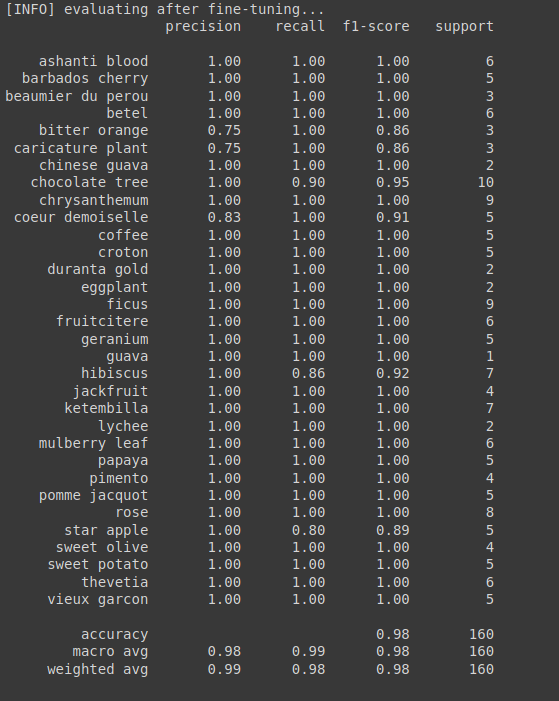 [INFO] evaluating after fine-tuning...
precision recall f1-score support
ashanti blood 1.00 1.00 1.00 6
barbados cherry 1.00 1.00 1.00 5
beaumier du perou 1.00 1.00 1.00 3
betel 1.00 1.00 1.00 6
bitter orange 0.75 1.00 0.86 3
caricature plant 0.75 1.00 0.86 3
chinese guava 1.00 1.00 1.00 2
chocolate tree 1.00 0.90 0.95 10
chrysanthemum 1.00 1.00 1.00 9
coeur demoiselle 0.83 1.00 0.91 5
coffee 1.00 1.00 1.00 5
croton 1.00 1.00 1.00 5
duranta gold 1.00 1.00 1.00 2
eggplant 1.00 1.00 1.00 2
ficus 1.00 1.00 1.00 9
fruitcitere 1.00 1.00 1.00 6
geranium 1.00 1.00 1.00 5
guava 1.00 1.00 1.00 1
hibiscus 1.00 0.86 0.92 7
jackfruit 1.00 1.00 1.00 4
ketembilla 1.00 1.00 1.00 7
lychee 1.00 1.00 1.00 2
mulberry leaf 1.00 1.00 1.00 6
papaya 1.00 1.00 1.00 5
pimento 1.00 1.00 1.00 4
pomme jacquot 1.00 1.00 1.00 5
rose 1.00 1.00 1.00 8
star apple 1.00 0.80 0.89 5
sweet olive 1.00 1.00 1.00 4
sweet potato 1.00 1.00 1.00 5
thevetia 1.00 1.00 1.00 6
vieux garcon 1.00 1.00 1.00 5
accuracy 0.98 160
macro avg 0.98 0.99 0.98 160
weighted avg 0.99 0.98 0.98 160